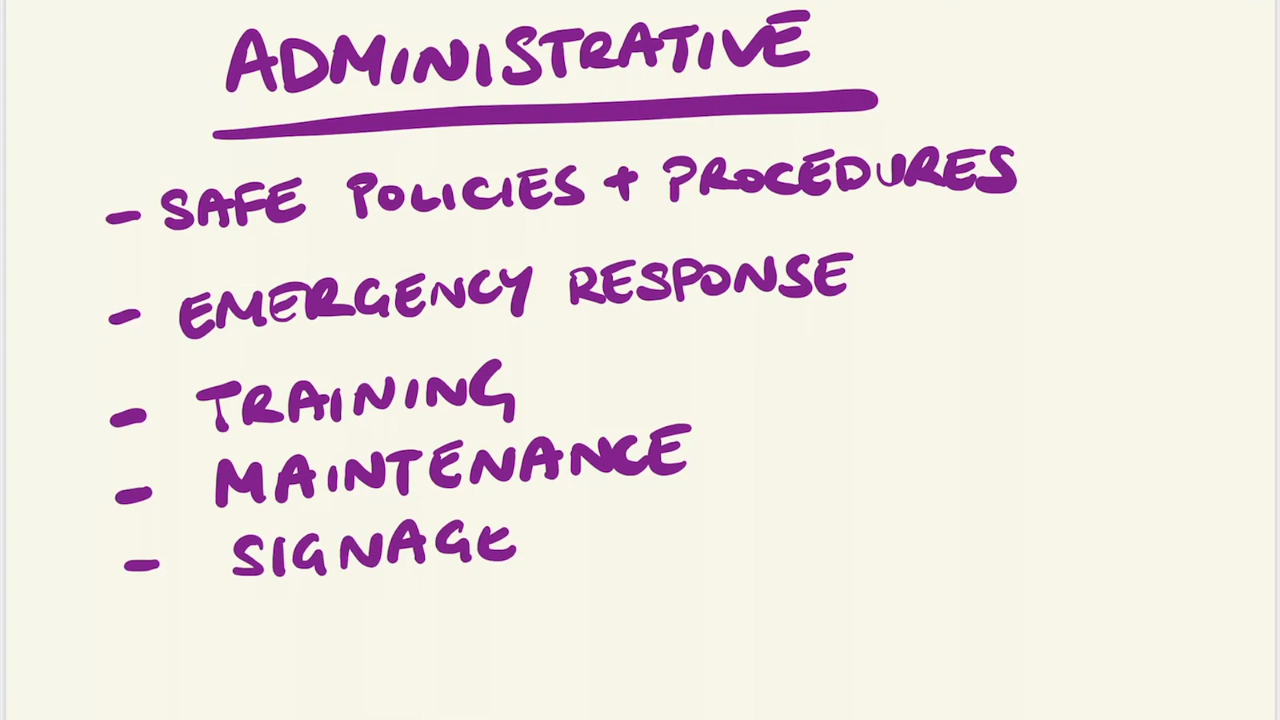 ADMINISTRATIVE
- SAFE POLICIES + PROCEDURES
- EMERGENCY RESPONSE
- TRAINING
- MAINTENANCE
- SIGNAGE